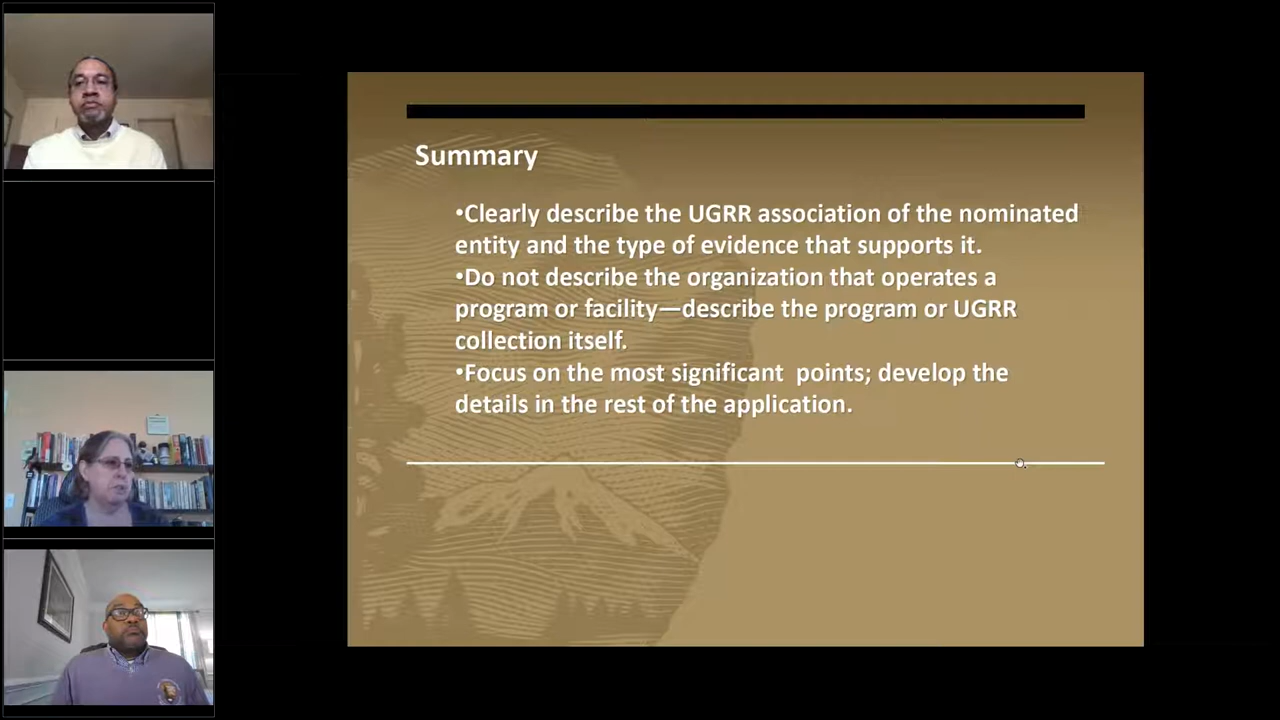 Summary
•Clearly describe the UGRR association of the nominated
entity and the type of evidence that supports it.
•Do not describe the organization that operates a
program or facility—describe the program or UGRR
collection itself.
•Focus on the most significant  points; develop the
details in the rest of the application.